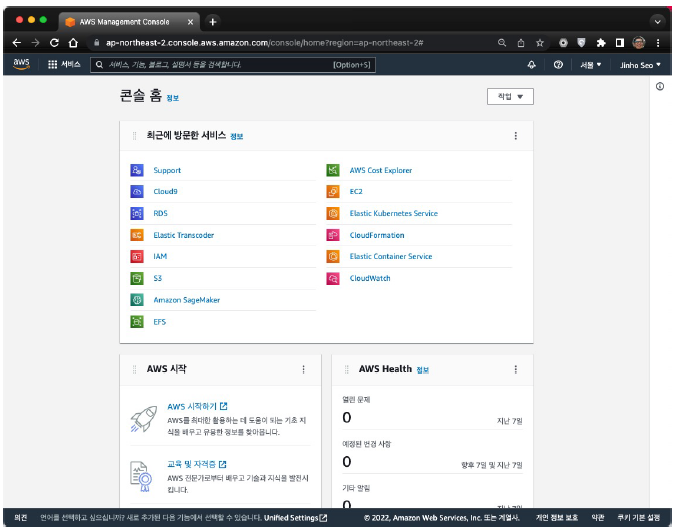 AWS Management Console
ap-northeast-2.console.aws.amazon.com/console/home?region=ap-northeast-2#
aws 서비스 서비스, 기능, 블로그, 설명서 등을 검색합니다. [Option+S] 서울 Jinho Seo
콘솔 홈 정보
작업
최근에 방문한 서비스 정보
Support
Cloud9
RDS
Elastic Transcoder
IAM
S3
Amazon SageMaker
EFS
AWS Cost Explorer
EC2
Elastic Kubernetes Service
CloudFormation
Elastic Container Service
CloudWatch
AWS 시작
AWS 시작하기
AWS를 최대한 활용하는 데 도움이 되는 기초 지
식을 배우고 유용한 정보를 찾아봅니다.
교육 및 자격증
AWS 전문가로부터 배우고 기술과 지식을 발전시
킵니다.
AWS Health 정보
열린 문제
0 지난 7일
예정된 변경 사항
0 향후 7일 및 지난 7일
기타 알림
0
의견 언어를 선택하고 싶으십니까? 새로 추가된 다음 기능에서 선택할 수 있습니다. Unified Settings © 2022, Amazon Web Services, Inc. 또는 계열사. 개인 정보 보호 약관 쿠키 기본 설정